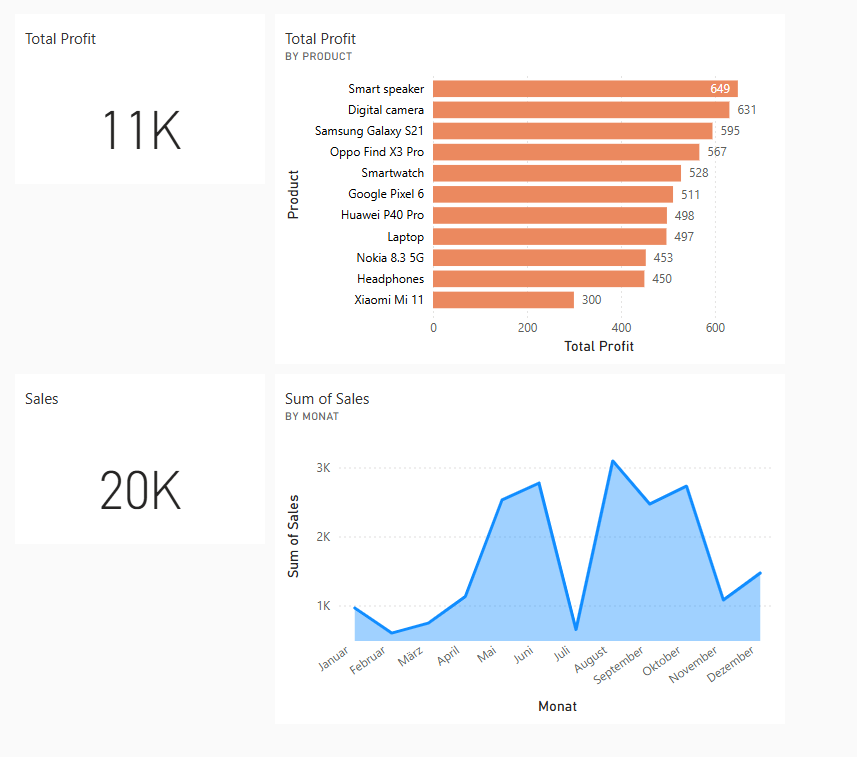 Total Profit
11K
Total Profit
BY PRODUCT
Product
Smart speaker 649
Digital camera 631
Samsung Galaxy S21 595
Oppo Find X3 Pro 567
Smartwatch 528
Google Pixel 6 511
Huawei P40 Pro 498
Laptop 497
Nokia 8.3 5G 453
Headphones 450
Xiaomi Mi 11 300
0 200 400 600
Total Profit
Sales
20K
Sum of Sales
BY MONAT
Sum of Sales
3K
2K
1K
Januar Februar März April Mai Juni Juli August September Oktober November Dezember
Monat